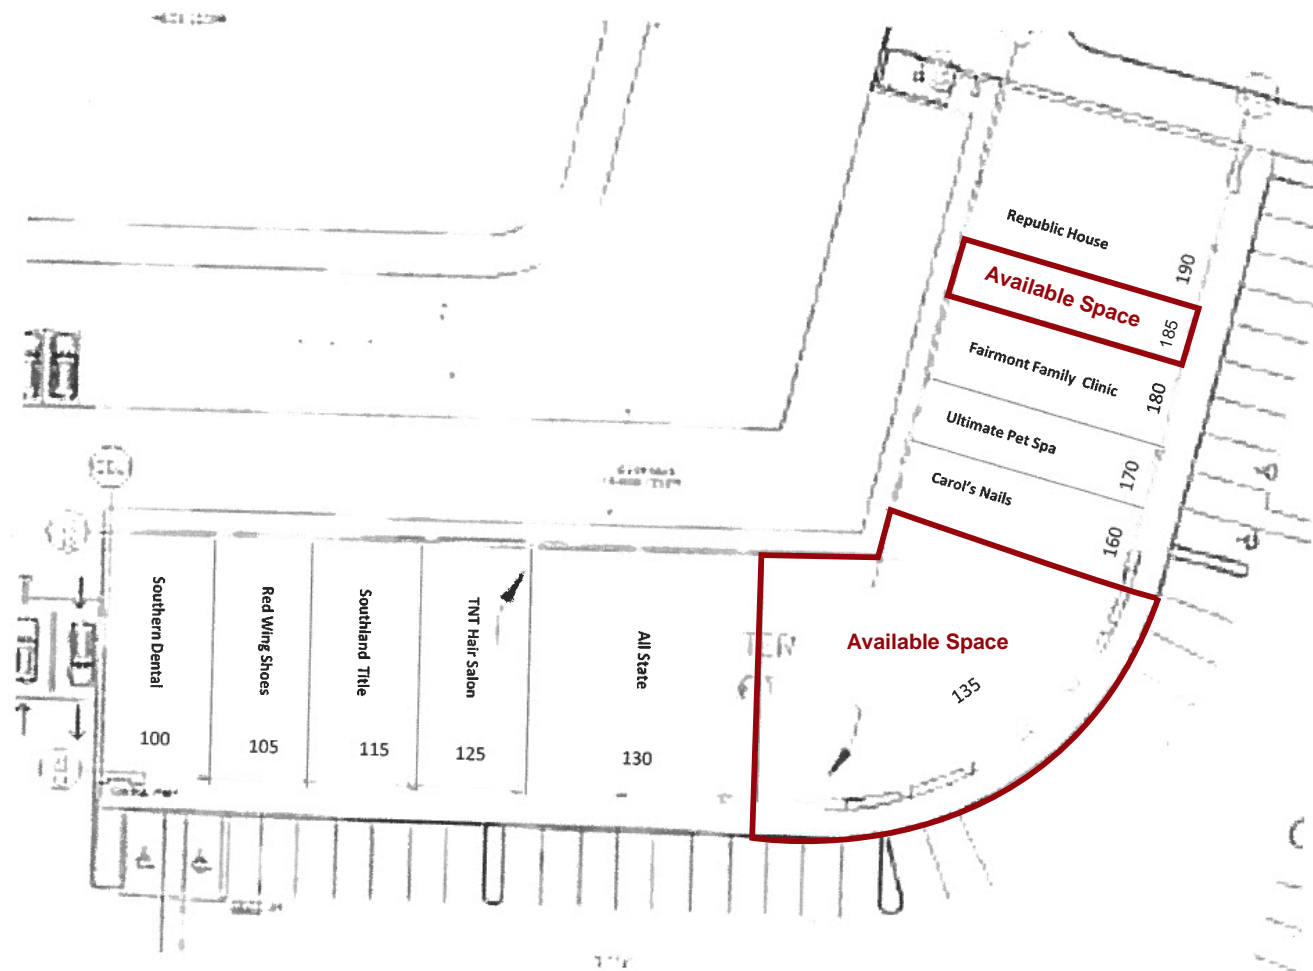 Republic House
190
Available Space
185
Fairmont Family Clinic
180
Ultimate Pet Spa
170
Carol's Nails
160
Available Space
135
All State
130
TNT Hair Salon
125
Southland Title
115
Red Wing Shoes
105
Southern Dental
100